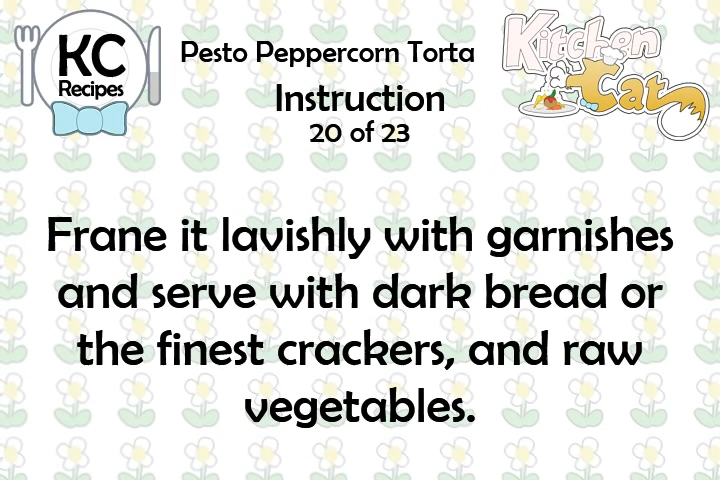 KC
Recipes
Pesto Peppercorn Torta
Kitchen
Cat
Instruction
20 of 23
Frane it lavishly with garnishes
and serve with dark bread or
the finest crackers, and raw
vegetables.